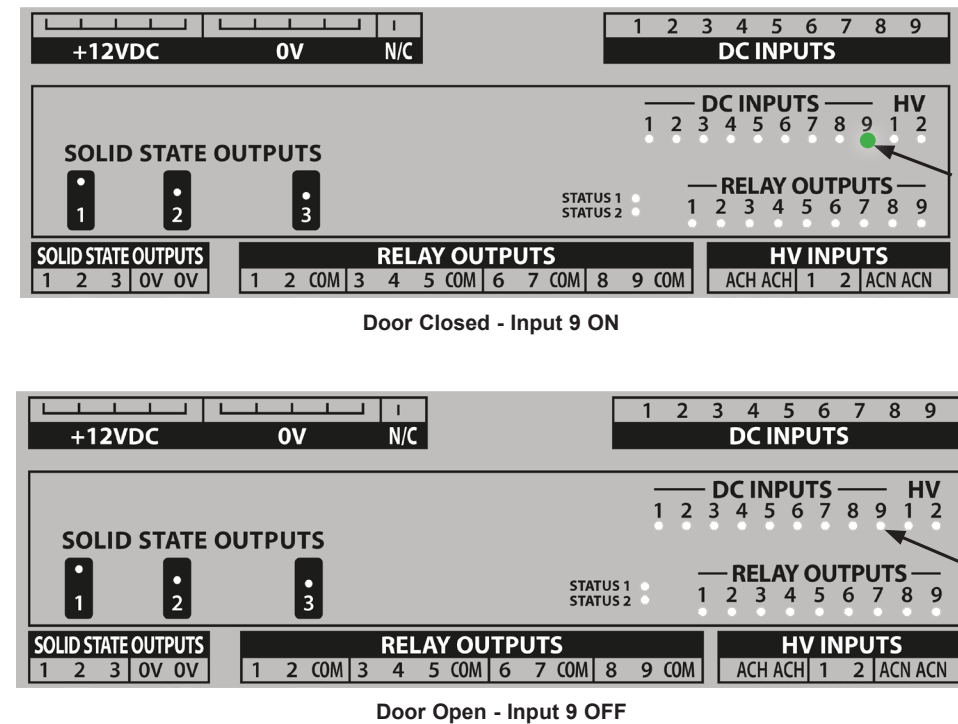 1 2 3 4 5 6 7 8 9
+12VDC 0V N/C DC INPUTS
DC INPUTS HV
1 2 3 4 5 6 7 8 9 1 2
SOLID STATE OUTPUTS
1 2 3
STATUS 1
STATUS 2
RELAY OUTPUTS
1 2 3 4 5 6 7 8 9
SOLID STATE OUTPUTS RELAY OUTPUTS HV INPUTS
1 2 3 0V 0V 1 2 COM 3 4 5 COM 6 7 COM 8 9 COM ACH ACH 1 2 ACN ACN
Door Closed - Input 9 ON
1 2 3 4 5 6 7 8 9
+12VDC 0V N/C DC INPUTS
DC INPUTS HV
1 2 3 4 5 6 7 8 9 1 2
SOLID STATE OUTPUTS
1 2 3
STATUS 1
STATUS 2
RELAY OUTPUTS
1 2 3 4 5 6 7 8 9
SOLID STATE OUTPUTS RELAY OUTPUTS HV INPUTS
1 2 3 0V 0V 1 2 COM 3 4 5 COM 6 7 COM 8 9 COM ACH ACH 1 2 ACN ACN
Door Open - Input 9 OFF